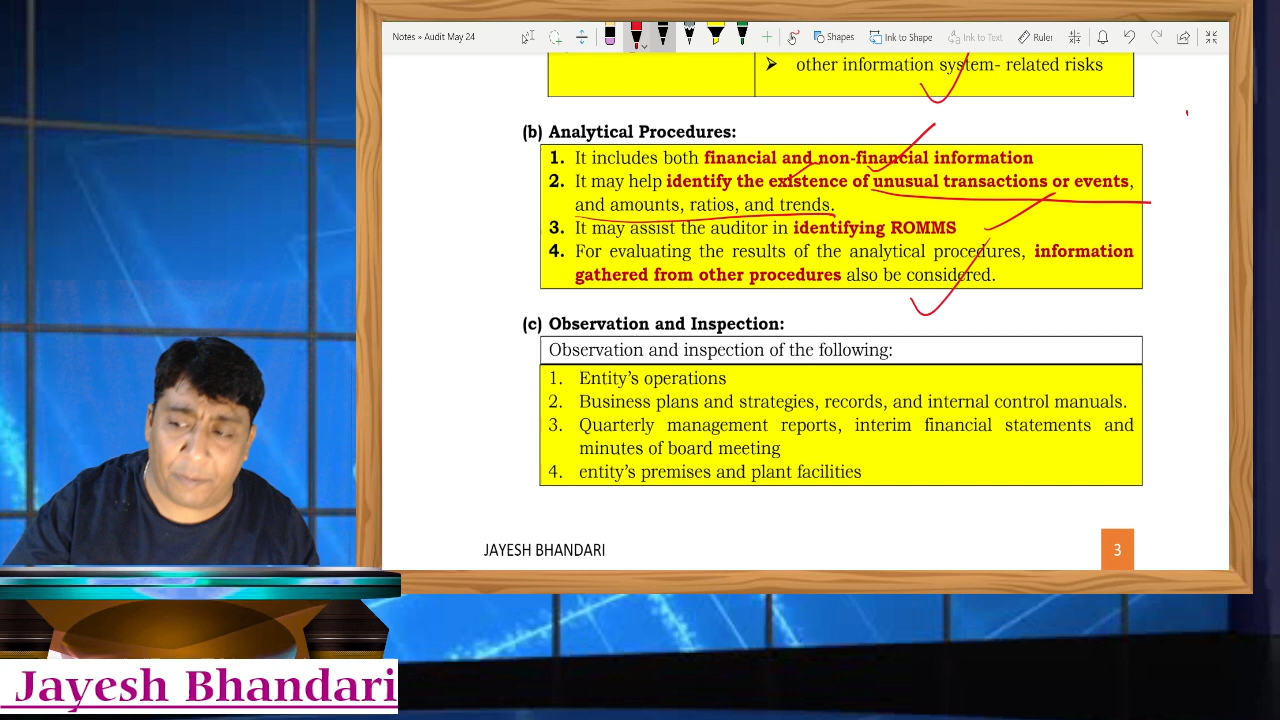 Notes » Audit May 24
Shapes
Ink to Shape
Ink to Text
Ruler
➤ other information system- related risks
(b) Analytical Procedures:
1. It includes both financial and non-financial information
2. It may help identify the existence of unusual transactions or events,
and amounts, ratios, and trends.
3. It may assist the auditor in identifying ROMMS
4. For evaluating the results of the analytical procedures, information
gathered from other procedures also be considered.
(c) Observation and Inspection:
Observation and inspection of the following:
1. Entity's operations
2. Business plans and strategies, records, and internal control manuals.
3. Quarterly management reports, interim financial statements and
minutes of board meeting
4. entity's premises and plant facilities
JAYESH BHANDARI
3
Jayesh Bhandari